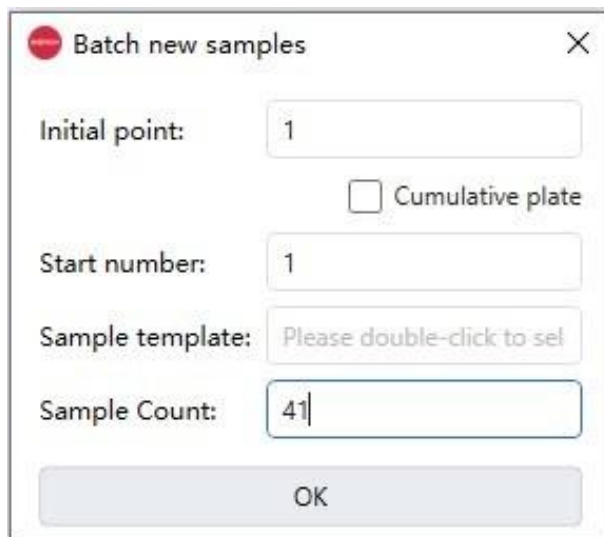 Batch new samples
Initial point: 1
Cumulative plate
Start number: 1
Sample template: Please double-click to sel
Sample Count: 41
OK